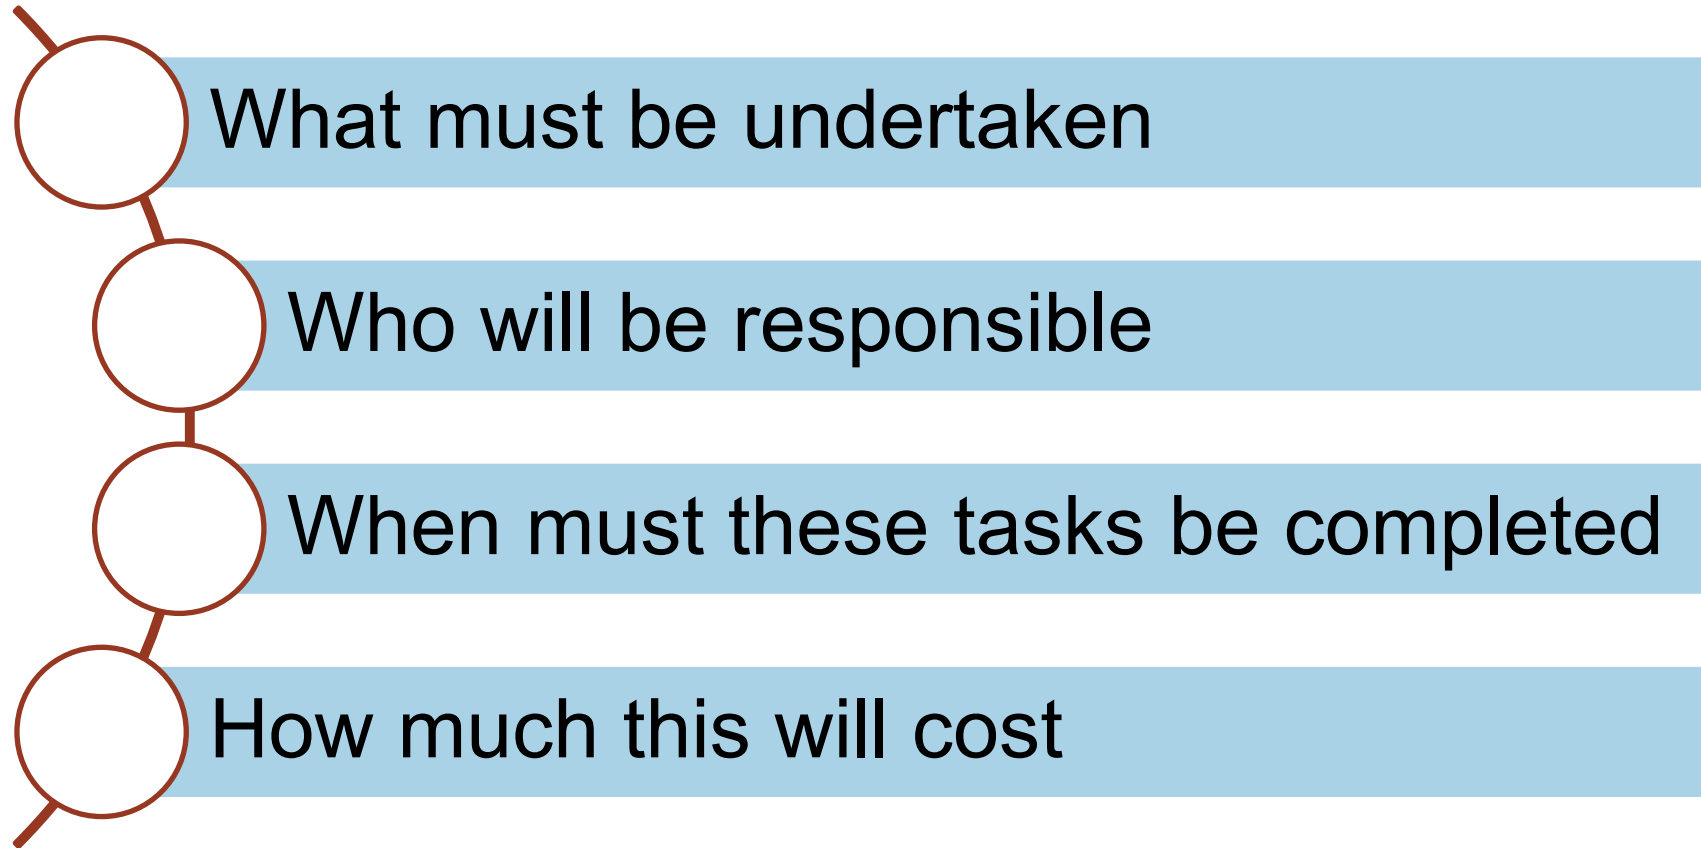 What must be undertaken
Who will be responsible
When must these tasks be completed
How much this will cost